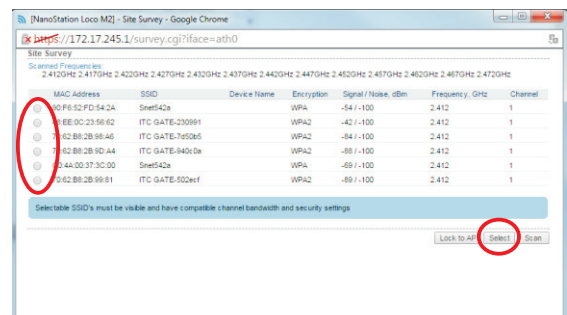 [NanoStation Loco M2] - Site Survey - Google Chrome
https://172.17.245.1/survey.cgi?iface=ath0
Site Survey
Scanned Frequencies:
2.412GHz 2.417GHz 2.422GHz 2.427GHz 2.432GHz 2.437GHz 2.442GHz 2.447GHz 2.452GHz 2.457GHz 2.462GHz 2.467GHz 2.472GHz
MAC Address SSID Device Name Encryption Signal / Noise, dBm Frequency, GHz Channel
Snet542a WPA -54 / -100 2.412 1
ITC GATE-230991 WPA2 -42 / -100 2.412 1
ITC GATE-7d50b5 WPA2 -84 / -100 2.412 1
ITC GATE-940c0a WPA2 -88 / -100 2.412 1
Snet542a WPA -69 / -100 2.412 1
ITC GATE-502ecf WPA2 -89 / -100 2.412 1
Selectable SSID's must be visible and have compatible channel bandwidth and security settings
Lock to AP Select Scan